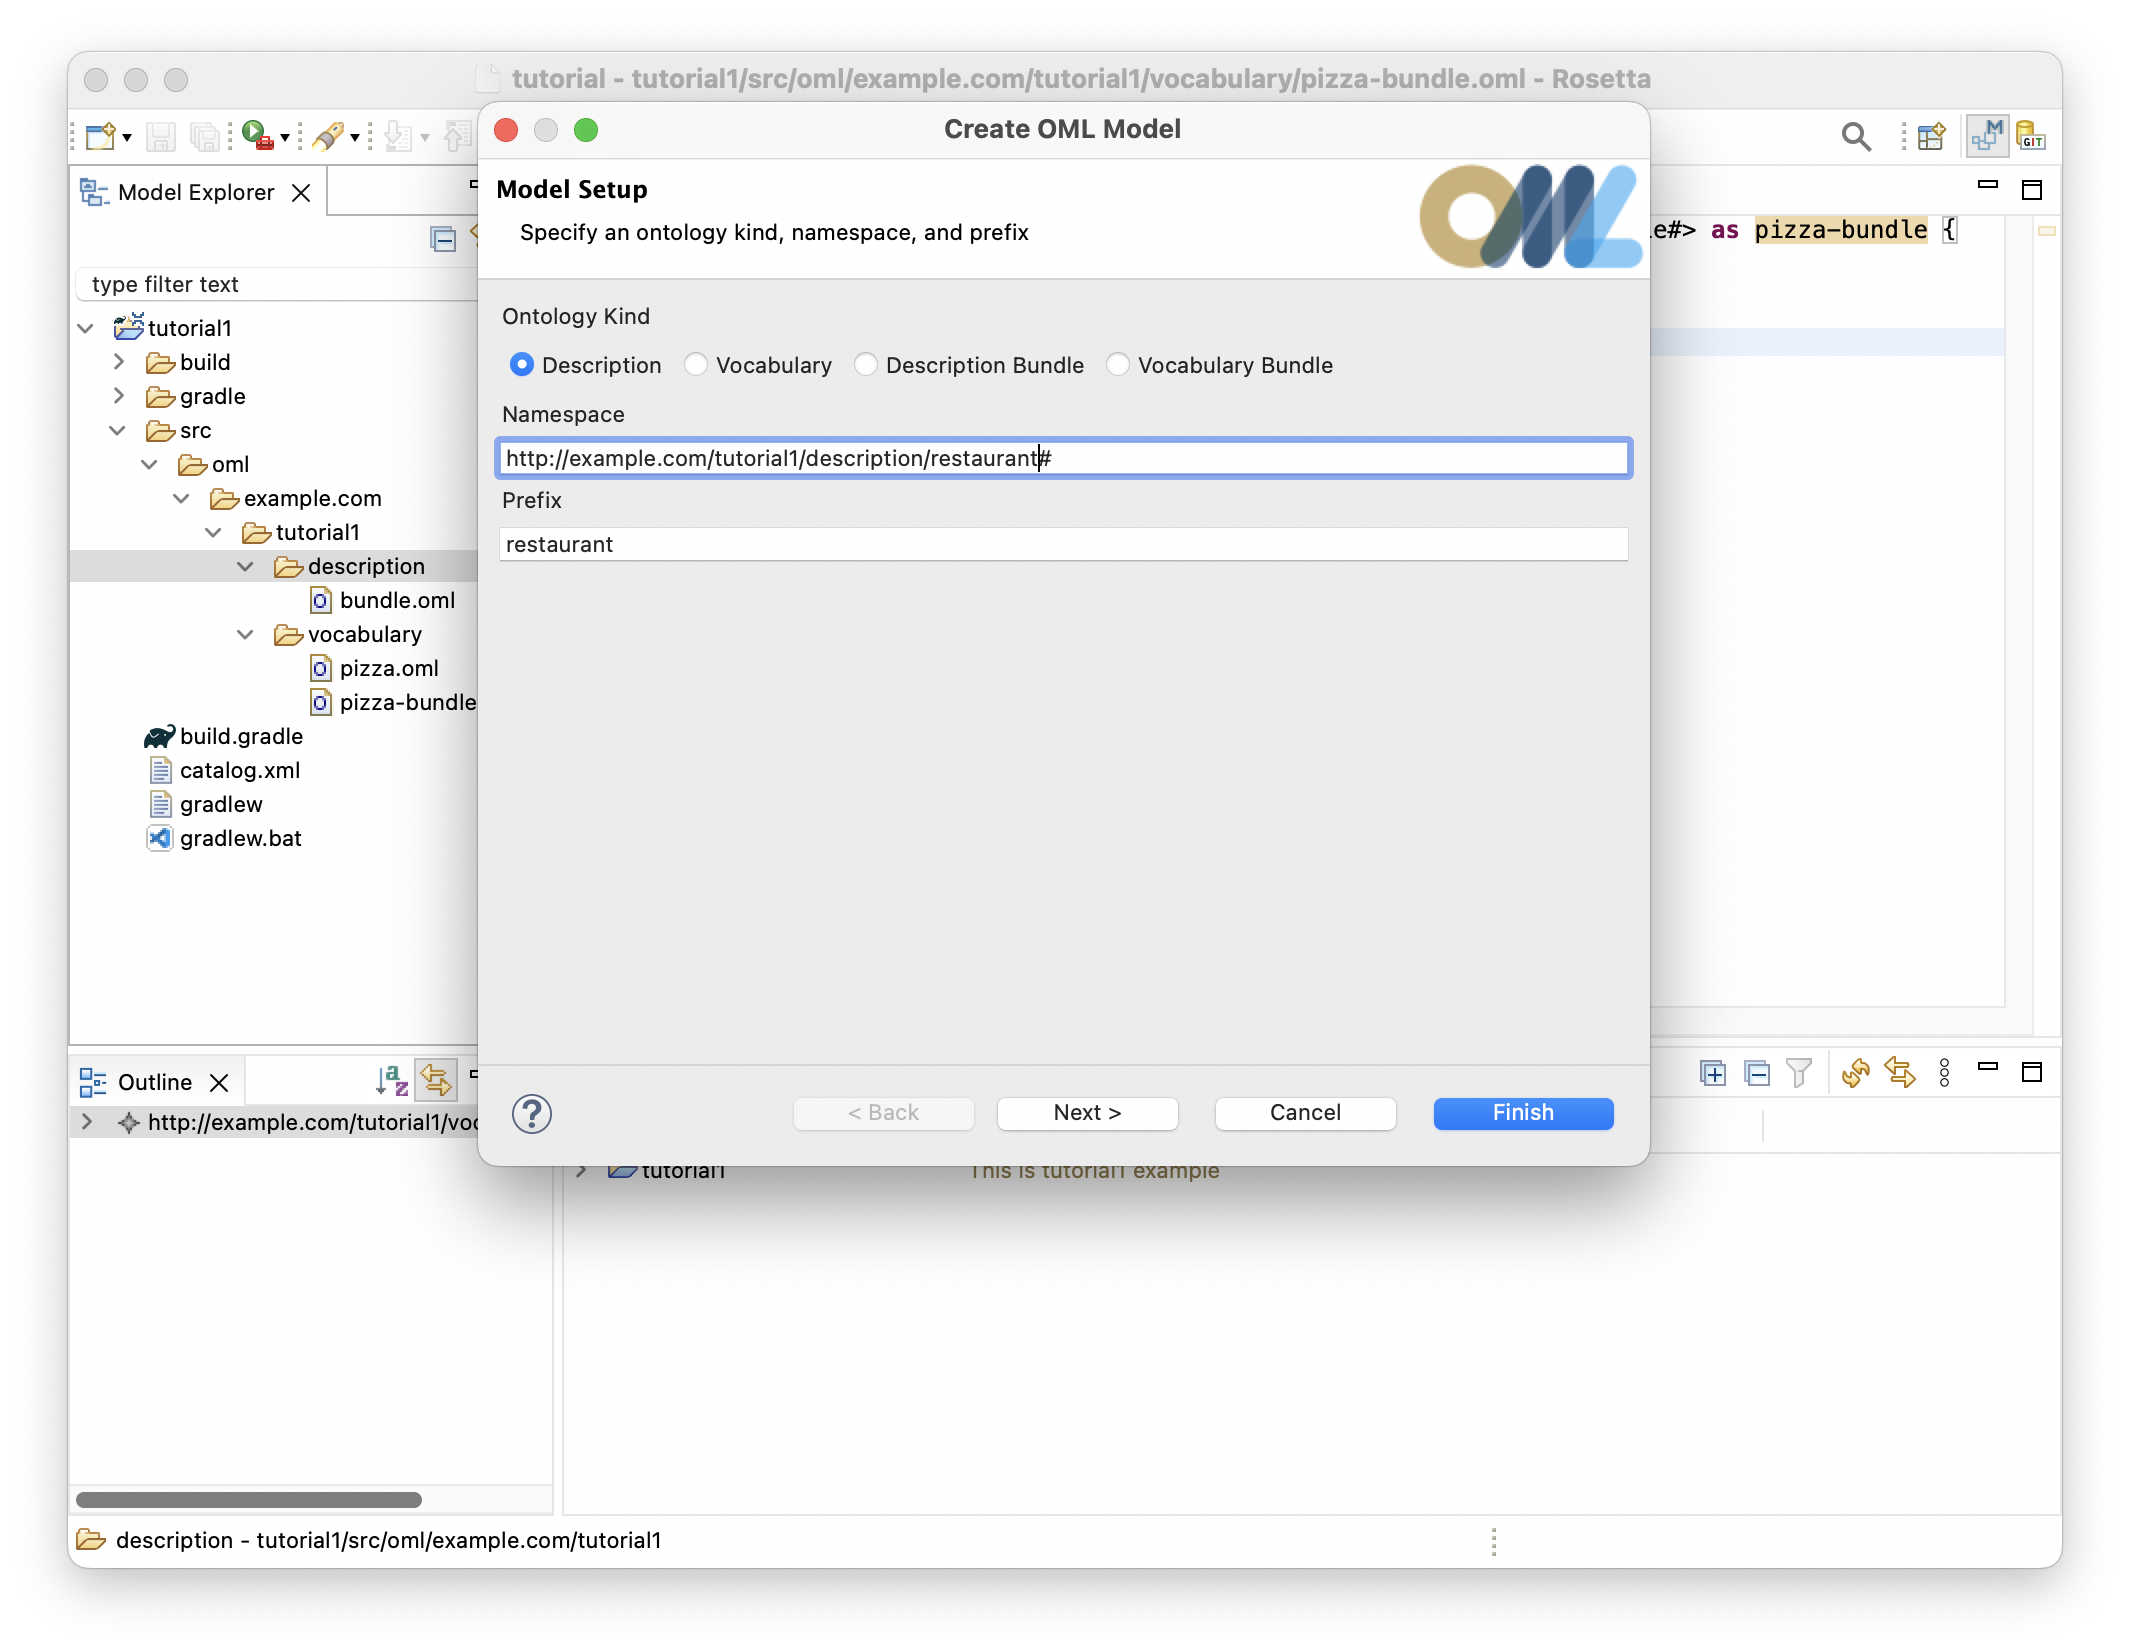 tutorial - tutorial1/src/oml/example.com/tutorial1/vocabulary/pizza-bundle.oml - Rosetta
Create OML Model
Model Explorer
Model Setup
Specify an ontology kind, namespace, and prefix
OML
e#> as pizza-bundle {
type filter text
tutorial1
build
gradle
src
oml
example.com
tutorial1
description
bundle.oml
vocabulary
pizza.oml
pizza-bundle
build.gradle
catalog.xml
gradlew
gradlew.bat
Ontology Kind
Description Vocabulary Description Bundle Vocabulary Bundle
Namespace
http://example.com/tutorial1/description/restaurant#
Prefix
restaurant
< Back Next > Cancel Finish
Outline
http://example.com/tutorial1/voc
tutorial1 This is tutorial1 example
description - tutorial1/src/oml/example.com/tutorial1
GIT